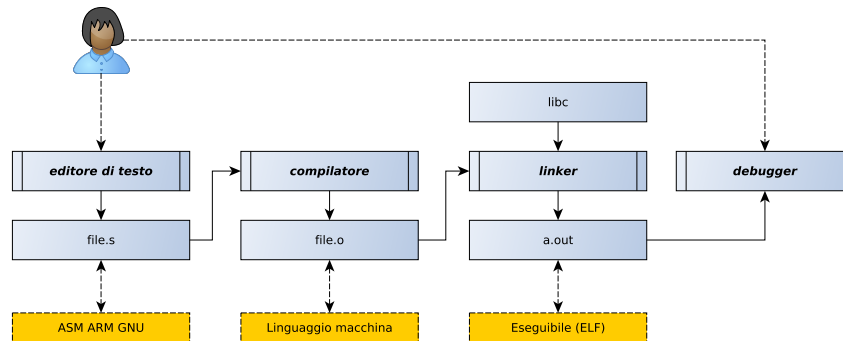 libc
editore di testo
compilatore
linker
debugger
file.s
file.o
a.out
ASM ARM GNU
Linguaggio macchina
Eseguibile (ELF)